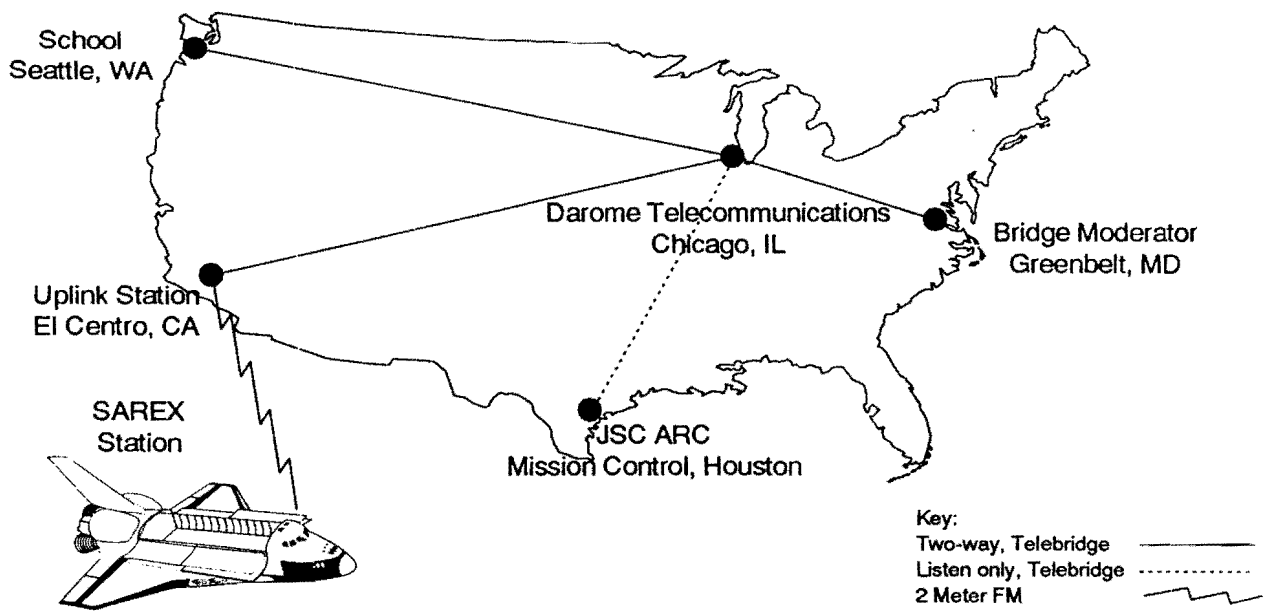 School
Seattle, WA
Darome Telecommunications
Chicago, IL
Bridge Moderator
Greenbelt, MD
Uplink Station
El Centro, CA
SAREX
Station
JSC ARC
Mission Control, Houston
Key:
Two-way, Telebridge
Listen only, Telebridge
2 Meter FM